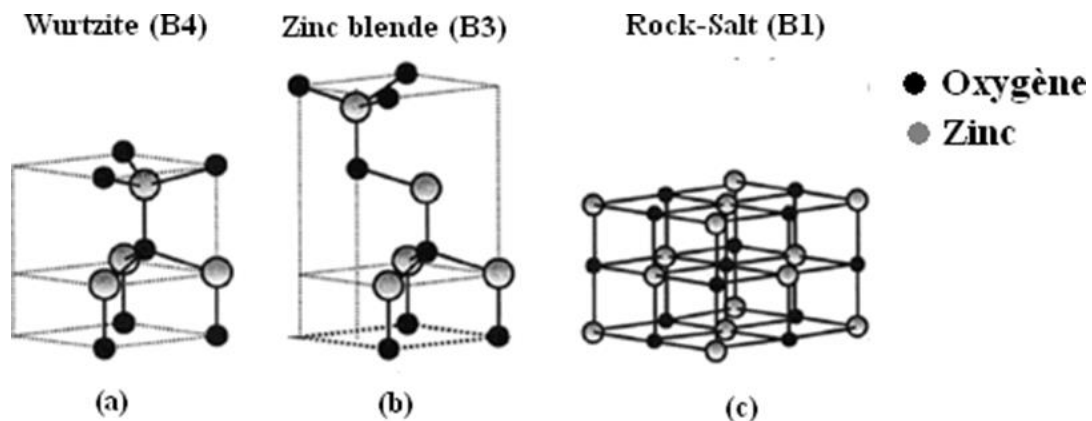 Wurtzite (B4)
Zinc blende (B3)
Rock-Salt (B1)
Oxygène
Zinc
(a)
(b)
(c)